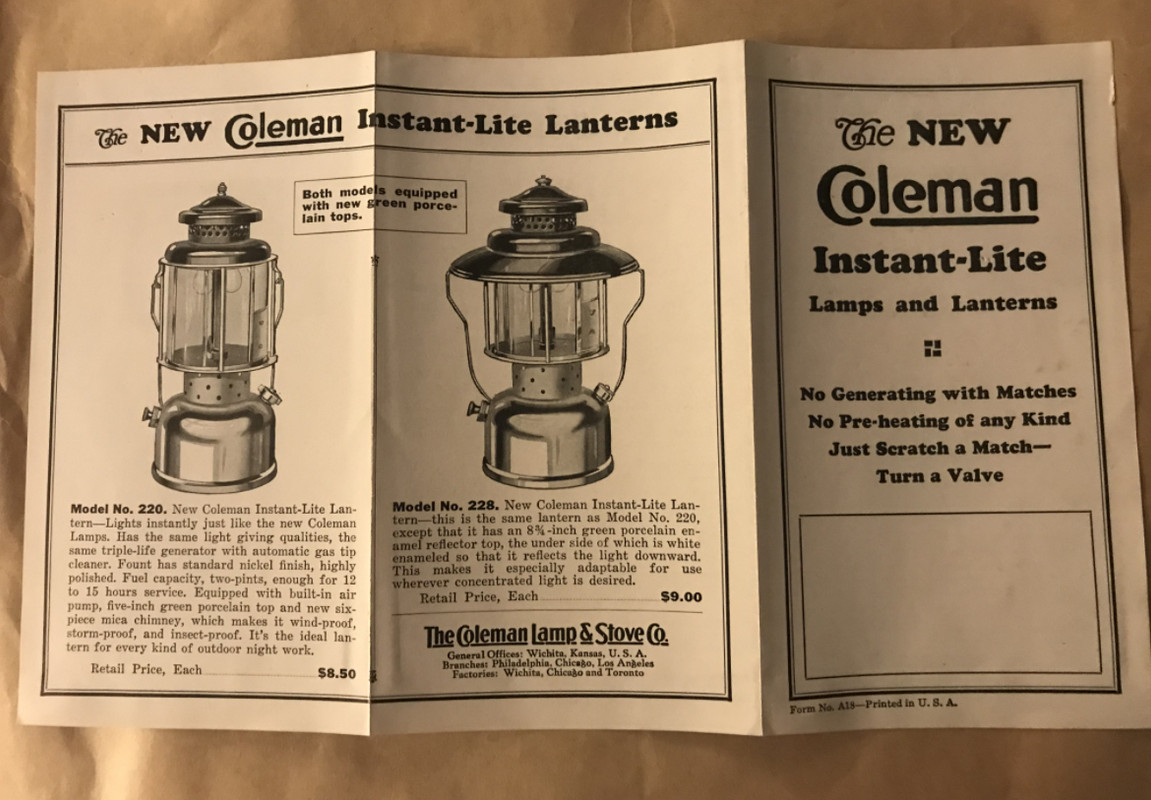 The NEW Coleman Instant-Lite Lanterns
Both models equipped
with new green porce-
lain tops.
Model No. 220. New Coleman Instant-Lite Lan-
tern—Lights instantly just like the new Coleman
Lamps. Has the same light giving qualities, the
same triple-life generator with automatic gas tip
cleaner. Fount has standard nickel finish, highly
polished. Fuel capacity, two-pints, enough for 12
to 15 hours service. Equipped with built-in air
pump, five-inch green porcelain top and new six-
piece mica chimney, which makes it wind-proof,
storm-proof, and insect-proof. It's the ideal lan-
tern for every kind of outdoor night work.
Retail Price, Each $8.50
Model No. 228. New Coleman Instant-Lite Lan-
tern—this is the same lantern as Model No. 220,
except that it has an 8¾-inch green porcelain en-
amel reflector top, the under side of which is white
enameled so that it reflects the light downward.
This makes it especially adaptable for use
wherever concentrated light is desired.
Retail Price, Each $9.00
The Coleman Lamp & Stove Co.
General Offices: Wichita, Kansas, U. S. A.
Branches: Philadelphia, Chicago, Los Angeles
Factories: Wichita, Chicago and Toronto
The NEW
Coleman
Instant-Lite
Lamps and Lanterns
No Generating with Matches
No Pre-heating of any Kind
Just Scratch a Match—
Turn a Valve
Form No. A18—Printed in U. S. A.